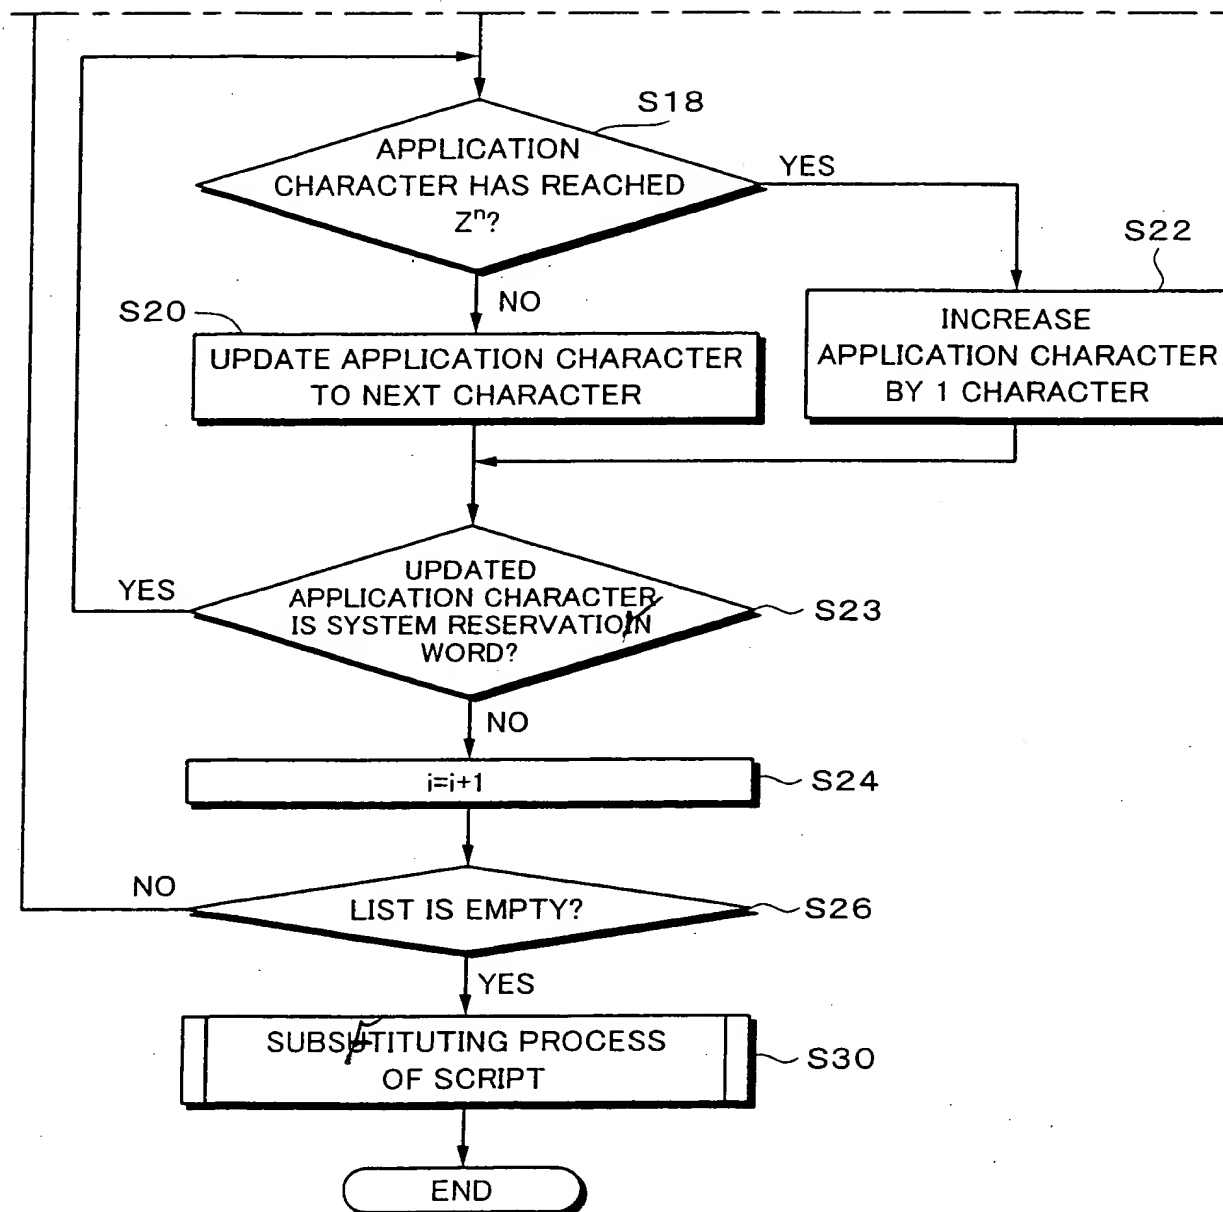 S18
APPLICATION
CHARACTER HAS REACHED
Zⁿ?
YES
S22
NO
S20
INCREASE
APPLICATION CHARACTER
BY 1 CHARACTER
UPDATE APPLICATION CHARACTER
TO NEXT CHARACTER
UPDATED
APPLICATION CHARACTER
IS SYSTEM RESERVATION
WORD?
YES
S23
NO
i=i+1
S24
NO
LIST IS EMPTY?
S26
YES
SUBSTITUTING PROCESS
OF SCRIPT
S30
END